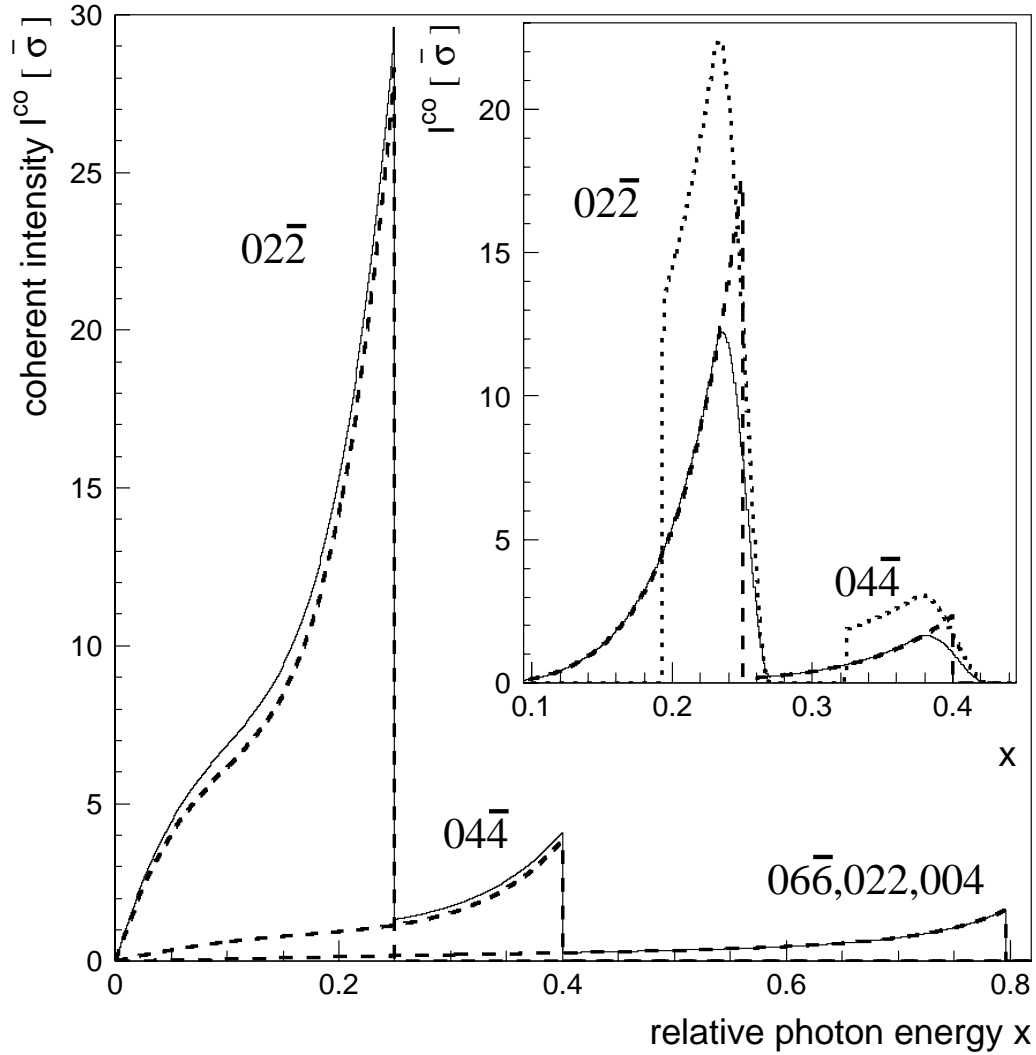 coherent intensity I^co [ σ̄ ]
30
25
20
15
10
5
0
0 0.2 0.4 0.6 0.8
relative photon energy x
022̅
044̅
066̅,022,004
I^co [ σ̄ ]
20
15
10
5
0
0.1 0.2 0.3 0.4
x
022̅
044̅